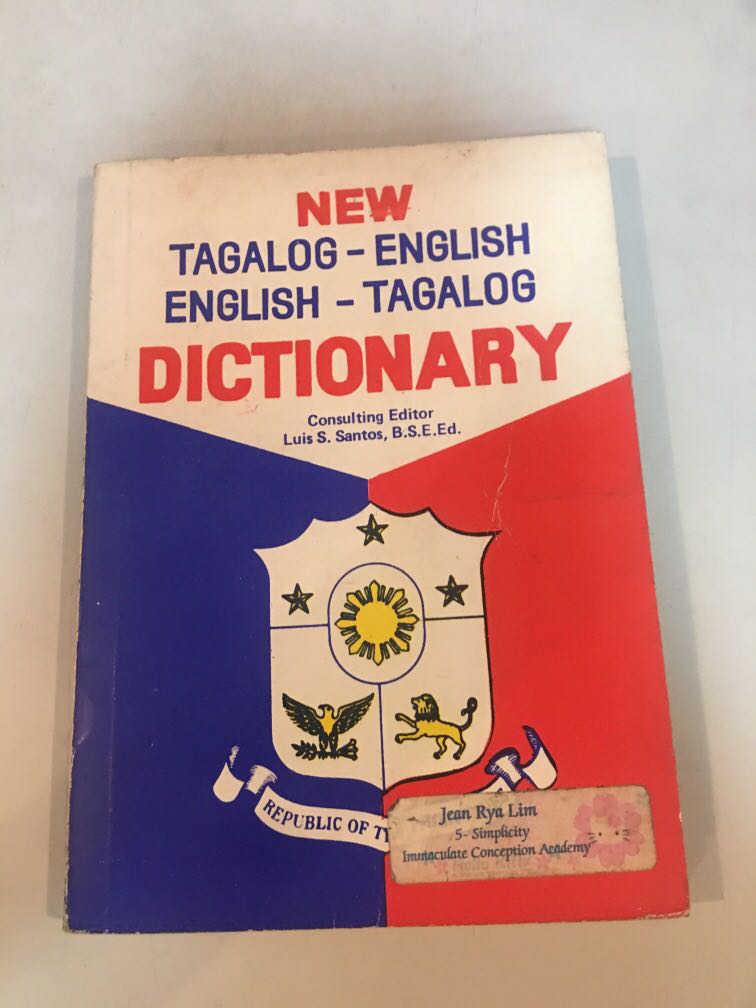 NEW
TAGALOG - ENGLISH
ENGLISH - TAGALOG
DICTIONARY
Consulting Editor
Luis S. Santos, B.S.E.Ed.
REPUBLIC OF
Jean Rya Lim
5- Simplicity
Immaculate Conception Academy